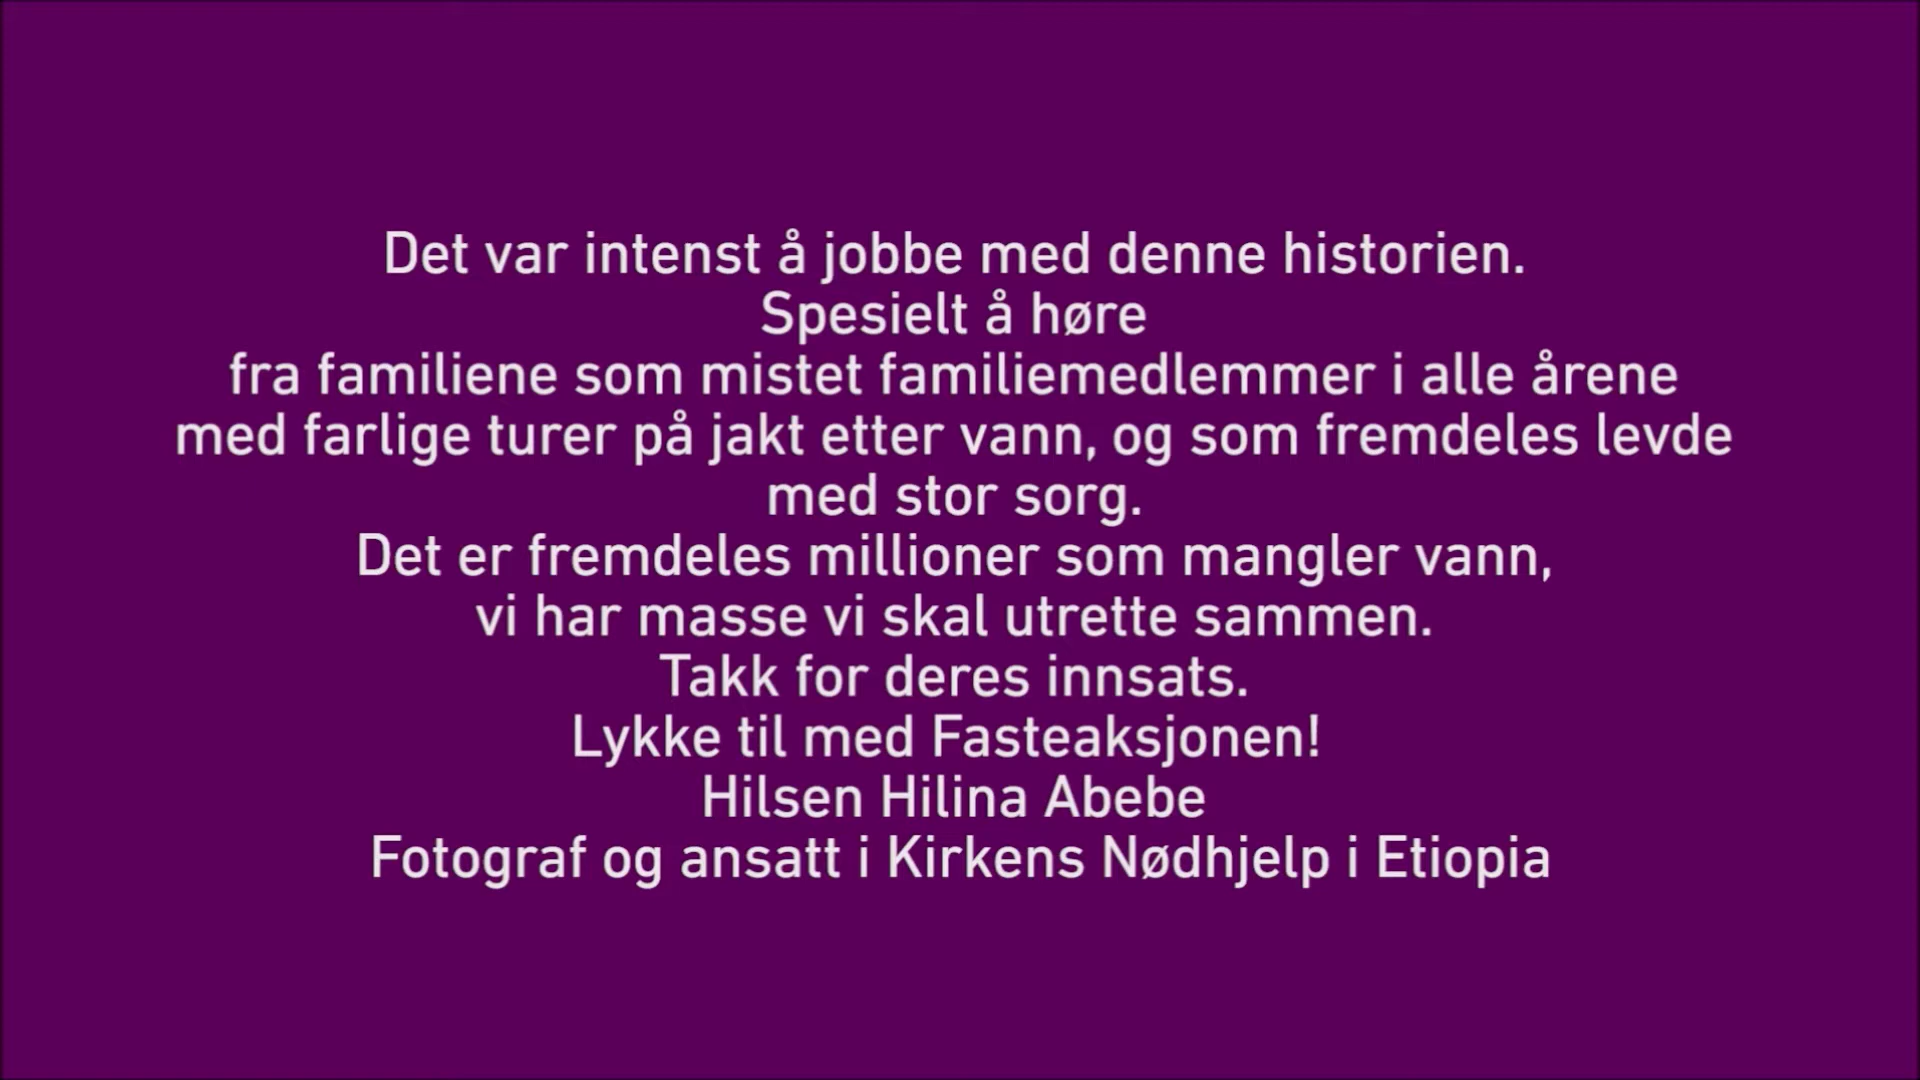 Det var intenst å jobbe med denne historien.
Spesielt å høre
fra familiene som mistet familiemedlemmer i alle årene
med farlige turer på jakt etter vann, og som fremdeles levde
med stor sorg.
Det er fremdeles millioner som mangler vann,
vi har masse vi skal utrette sammen.
Takk for deres innsats.
Lykke til med Fasteaksjonen!
Hilsen Hilina Abebe
Fotograf og ansatt i Kirkens Nødhjelp i Etiopia